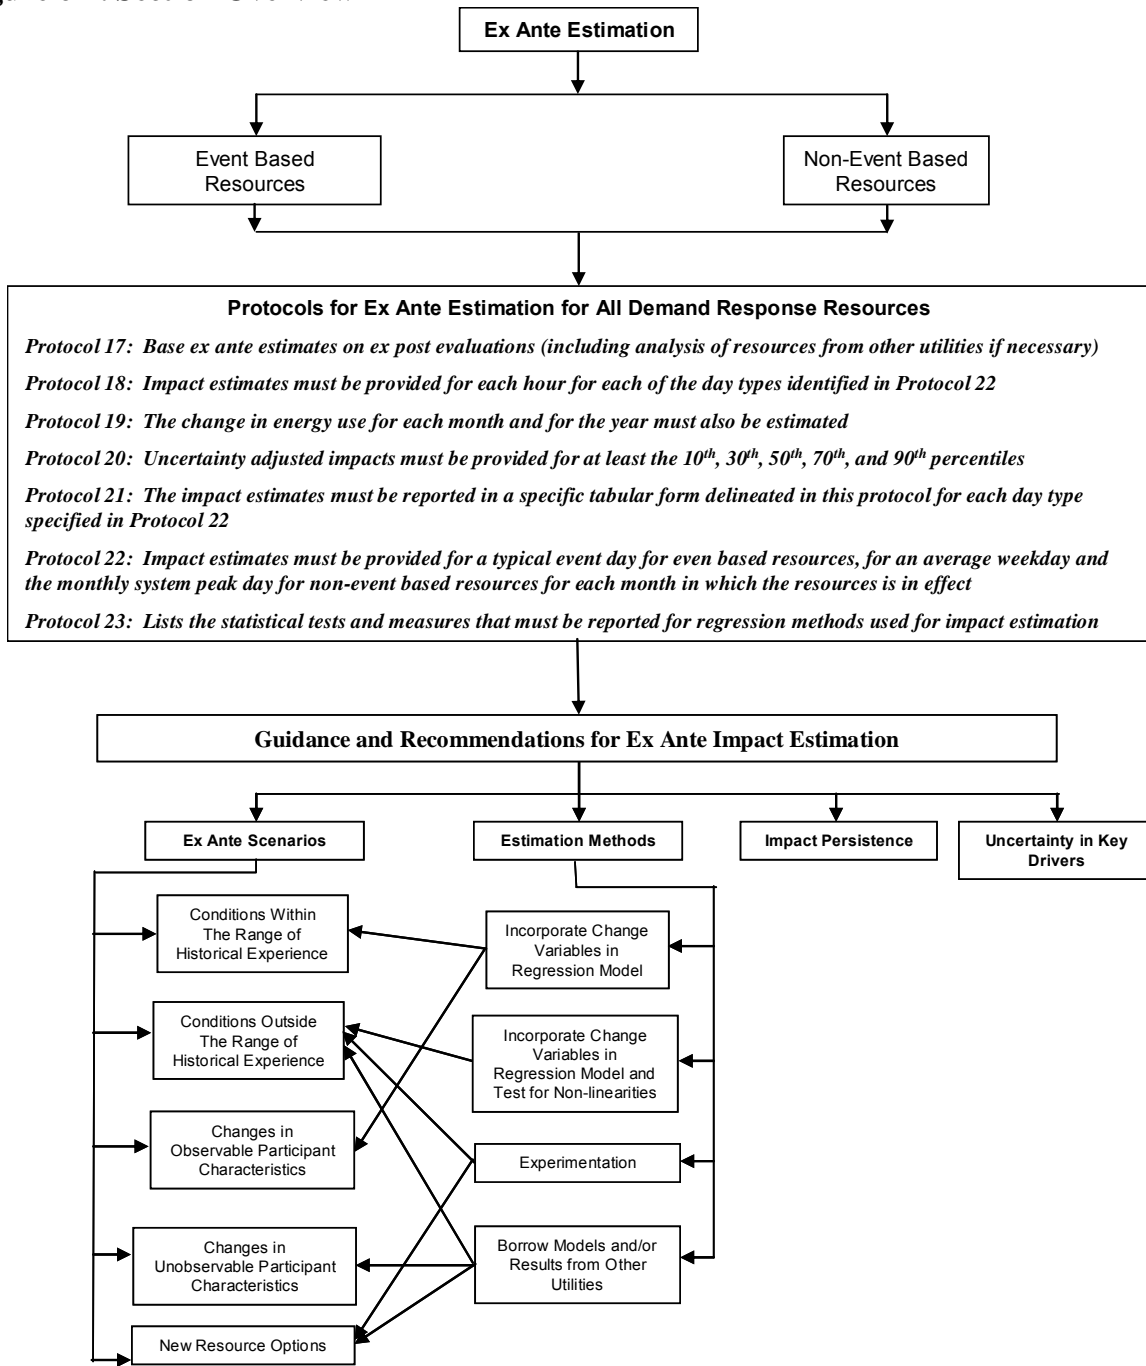 Ex Ante Estimation
Event Based
Resources
Non-Event Based
Resources
Protocols for Ex Ante Estimation for All Demand Response Resources
Protocol 17: Base ex ante estimates on ex post evaluations (including analysis of resources from other utilities if necessary)
Protocol 18: Impact estimates must be provided for each hour for each of the day types identified in Protocol 22
Protocol 19: The change in energy use for each month and for the year must also be estimated
Protocol 20: Uncertainty adjusted impacts must be provided for at least the 10th, 30th, 50th, 70th, and 90th percentiles
Protocol 21: The impact estimates must be reported in a specific tabular form delineated in this protocol for each day type
specified in Protocol 22
Protocol 22: Impact estimates must be provided for a typical event day for even based resources, for an average weekday and
the monthly system peak day for non-event based resources for each month in which the resources is in effect
Protocol 23: Lists the statistical tests and measures that must be reported for regression methods used for impact estimation
Guidance and Recommendations for Ex Ante Impact Estimation
Ex Ante Scenarios
Estimation Methods
Impact Persistence
Uncertainty in Key
Drivers
Conditions Within
The Range of
Historical Experience
Incorporate Change
Variables in
Regression Model
Conditions Outside
The Range of
Historical Experience
Incorporate Change
Variables in
Regression Model and
Test for Non-linearities
Changes in
Observable Participant
Characteristics
Experimentation
Changes in
Unobservable Participant
Characteristics
Borrow Models and/or
Results from Other
Utilities
New Resource Options